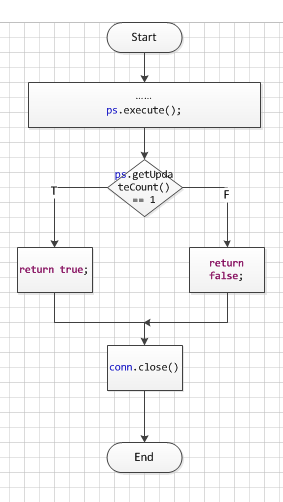 Start
......
ps.execute();
ps.getUpda
teCount()
== 1
T
F
return true;
return
false;
conn.close()
End